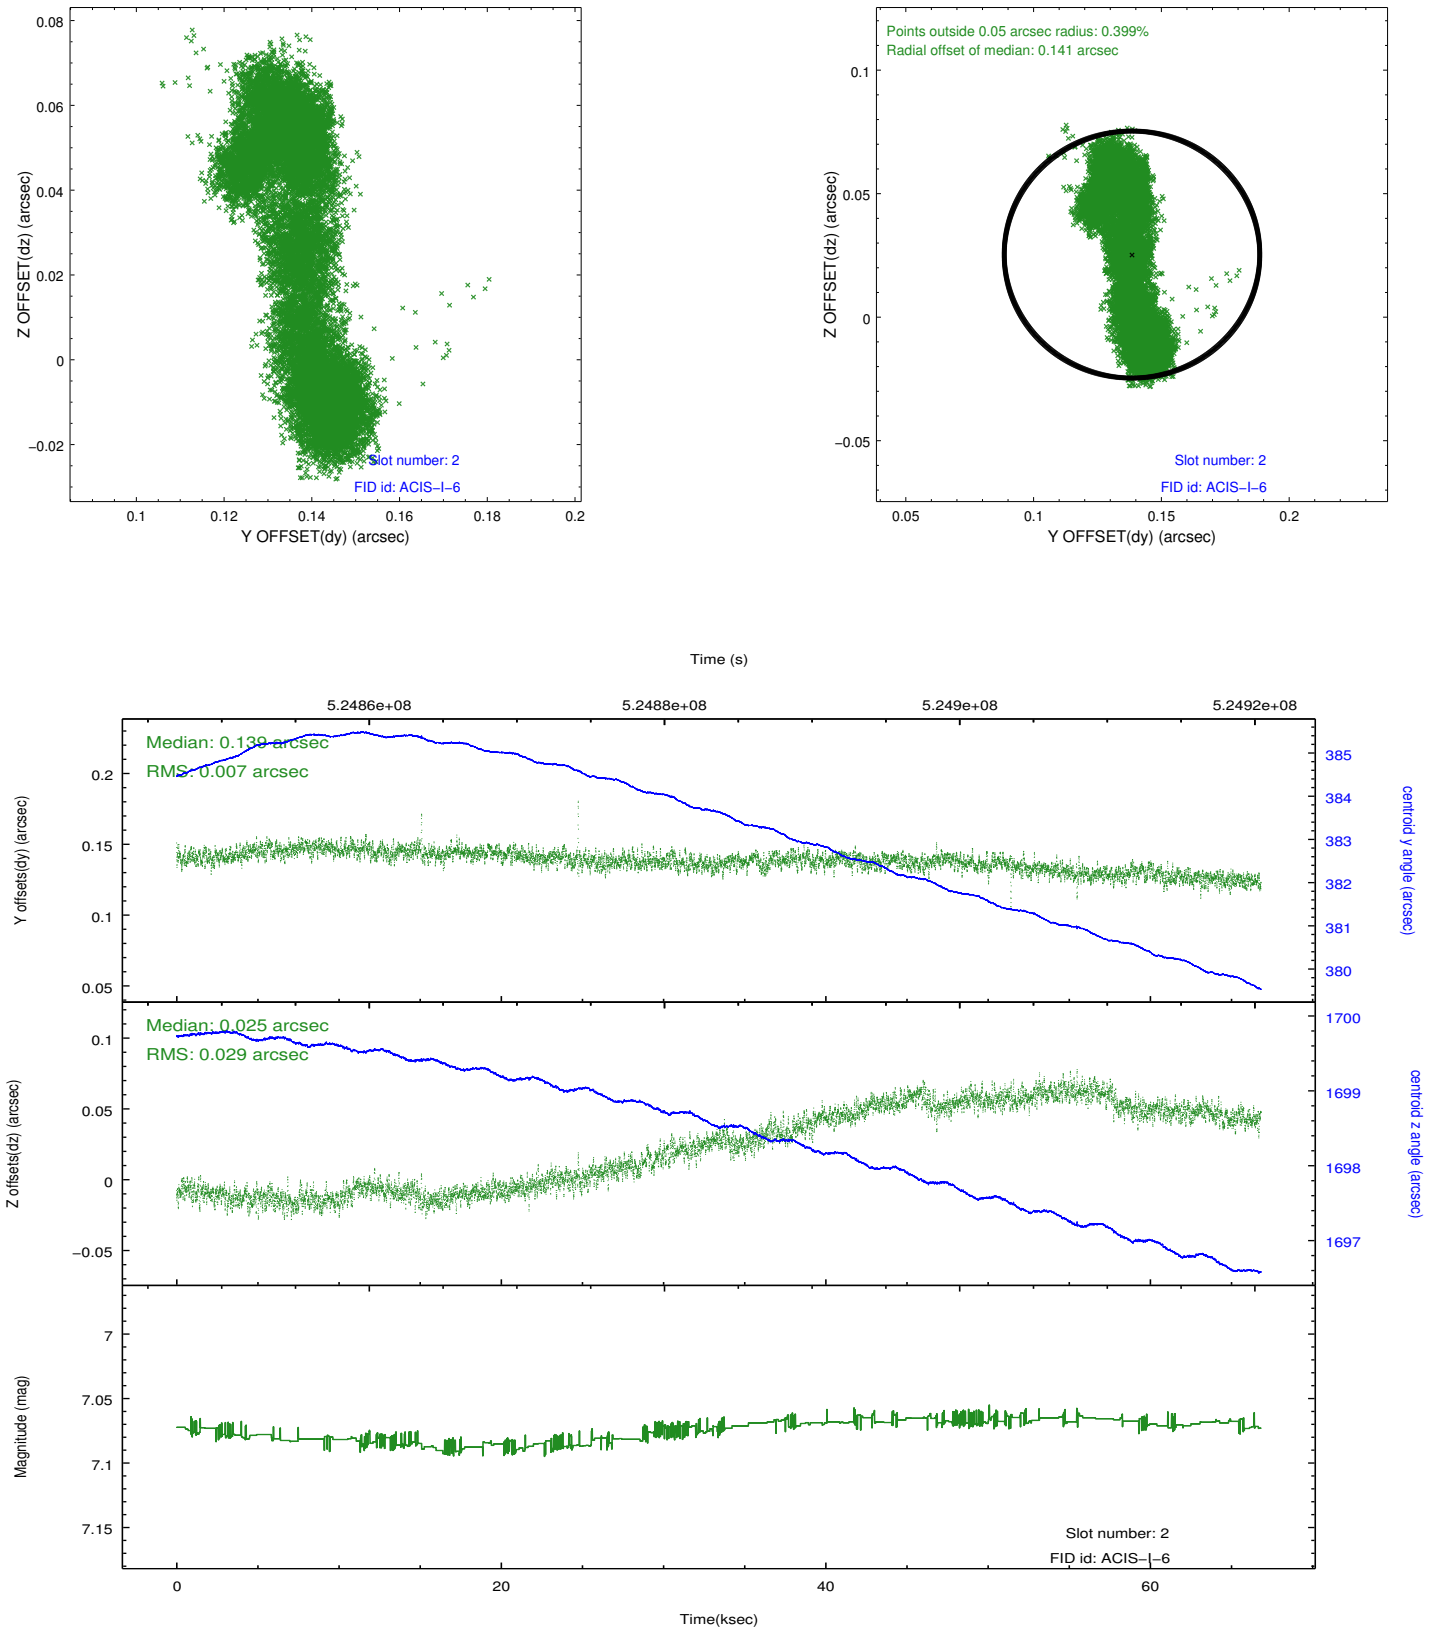 0.08
0.06
0.04
0.02
0
−0.02
Z OFFSET(dz) (arcsec)
0.1
0.12
0.14
0.16
0.18
0.2
Y OFFSET(dy) (arcsec)
Slot number: 2
FID id: ACIS−I−6
Points outside 0.05 arcsec radius: 0.399%
Radial offset of median: 0.141 arcsec
0.1
0.05
0
−0.05
Z OFFSET(dz) (arcsec)
0.05
0.1
0.15
0.2
Y OFFSET(dy) (arcsec)
Slot number: 2
FID id: ACIS−I−6
Time (s)
5.2486e+08
5.2488e+08
5.249e+08
5.2492e+08
Median: 0.139 arcsec
RMS: 0.007 arcsec
0.2
0.15
0.1
0.05
Y offsets(dy) (arcsec)
385
384
383
382
381
380
centroid y angle (arcsec)
Median: 0.025 arcsec
RMS: 0.029 arcsec
0.1
0.05
0
−0.05
Z offsets(dz) (arcsec)
1700
1699
1698
1697
centroid z angle (arcsec)
7
7.05
7.1
7.15
Magnitude (mag)
Slot number: 2
FID id: ACIS−I−6
0
20
40
60
Time(ksec)